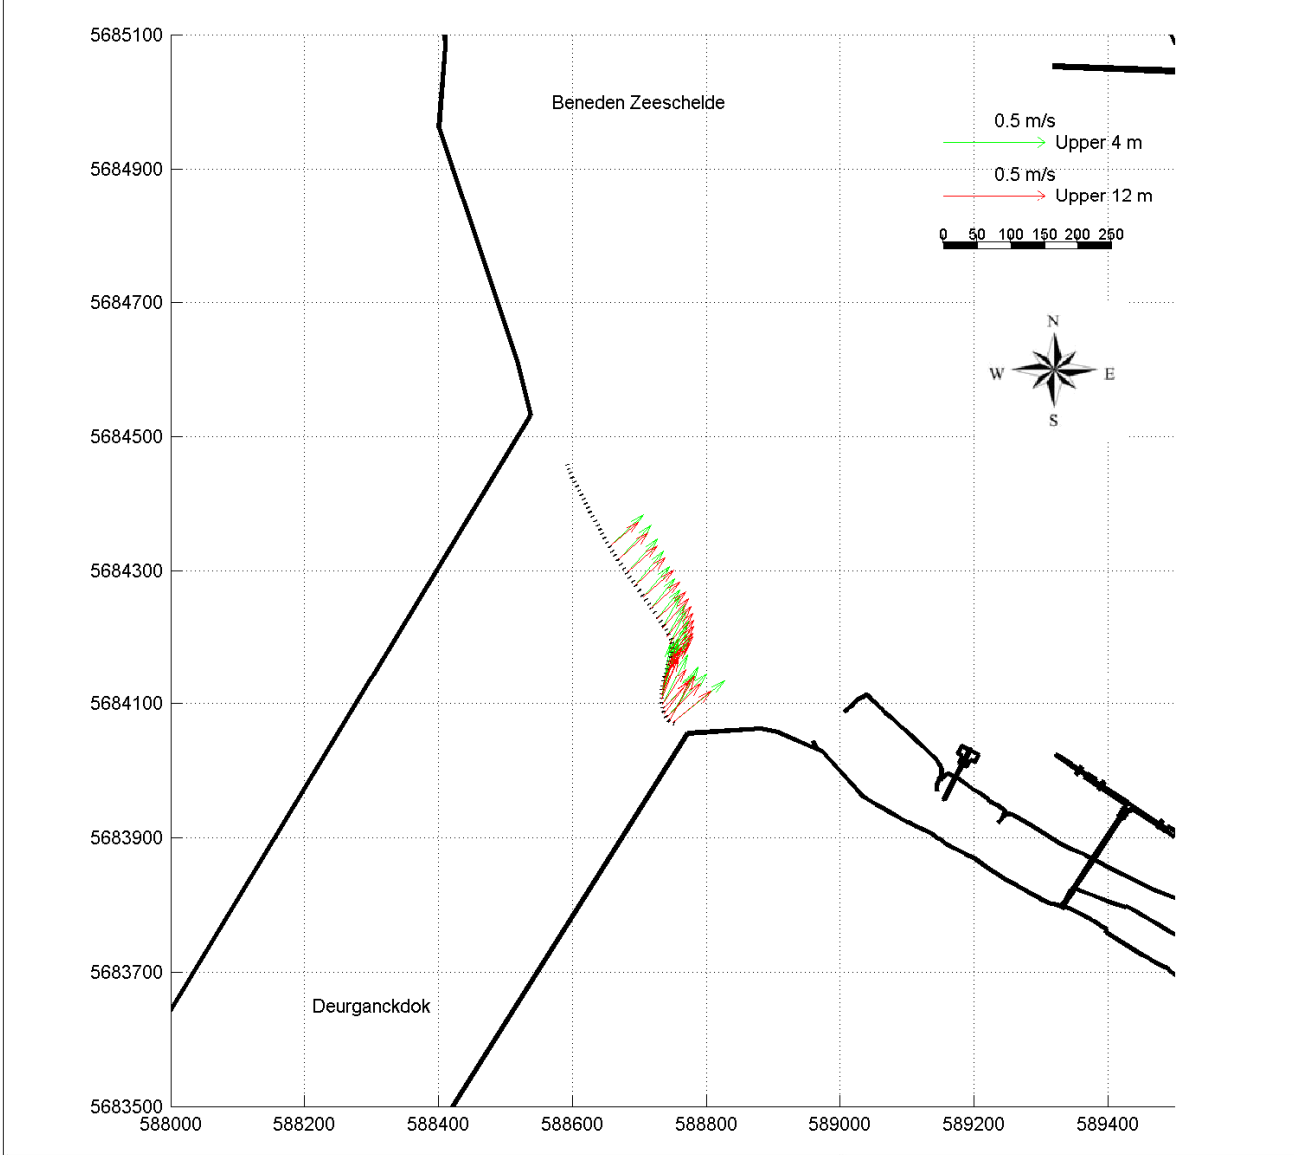 5685100
Beneden Zeeschelde
0.5 m/s
Upper 4 m
5684900
0.5 m/s
Upper 12 m
0 50 100 150 200 250
5684700
N
W E
S
5684500
5684300
5684100
5683900
5683700
Deurganckdok
5683500
588000 588200 588400 588600 588800 589000 589200 589400